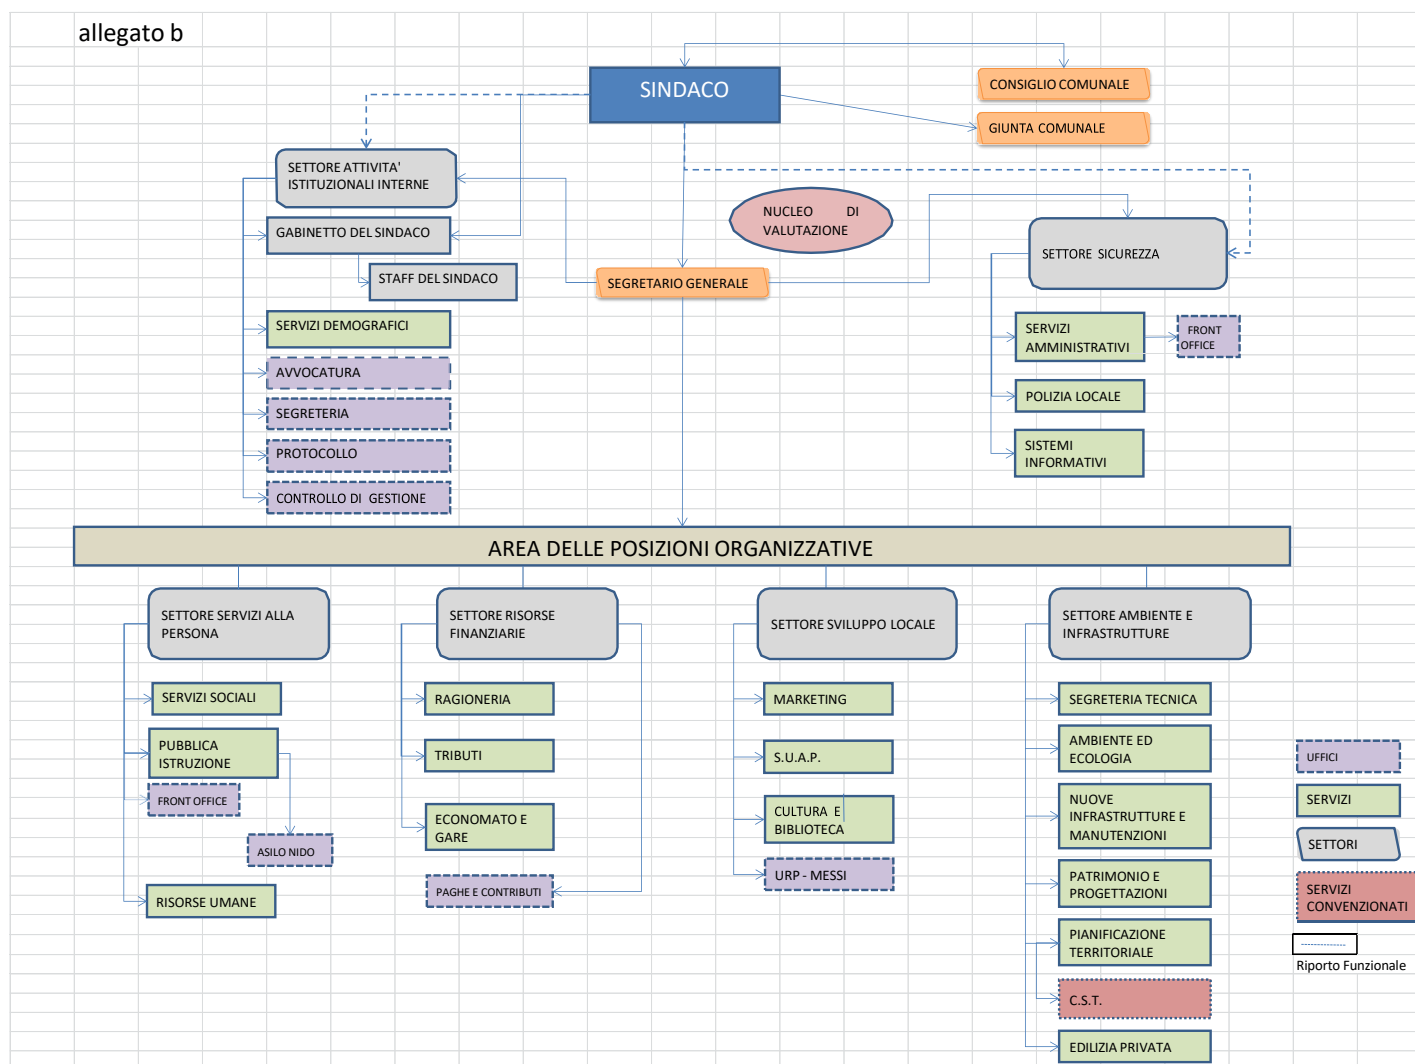 allegato b
SINDACO
CONSIGLIO COMUNALE
GIUNTA COMUNALE
SETTORE ATTIVITA'
ISTITUZIONALI INTERNE
NUCLEO DI
VALUTAZIONE
GABINETTO DEL SINDACO
SETTORE SICUREZZA
STAFF DEL SINDACO
SEGRETARIO GENERALE
SERVIZI DEMOGRAFICI
SERVIZI
AMMINISTRATIVI
FRONT
OFFICE
AVVOCATURA
POLIZIA LOCALE
SEGRETERIA
PROTOCOLLO
SISTEMI
INFORMATIVI
CONTROLLO DI GESTIONE
AREA DELLE POSIZIONI ORGANIZZATIVE
SETTORE SERVIZI ALLA
PERSONA
SETTORE RISORSE
FINANZIARIE
SETTORE SVILUPPO LOCALE
SETTORE AMBIENTE E
INFRASTRUTTURE
SERVIZI SOCIALI
RAGIONERIA
MARKETING
SEGRETERIA TECNICA
PUBBLICA
ISTRUZIONE
TRIBUTI
S.U.A.P.
AMBIENTE ED
ECOLOGIA
UFFICI
FRONT OFFICE
ECONOMATO E
GARE
CULTURA E
BIBLIOTECA
NUOVE
INFRASTRUTTURE E
MANUTENZIONI
SERVIZI
ASILO NIDO
SETTORI
RISORSE UMANE
PAGHE E CONTRIBUTI
URP - MESSI
PATRIMONIO E
PROGETTAZIONI
SERVIZI
CONVENZIONATI
PIANIFICAZIONE
TERRITORIALE
Riporto Funzionale
C.S.T.
EDILIZIA PRIVATA